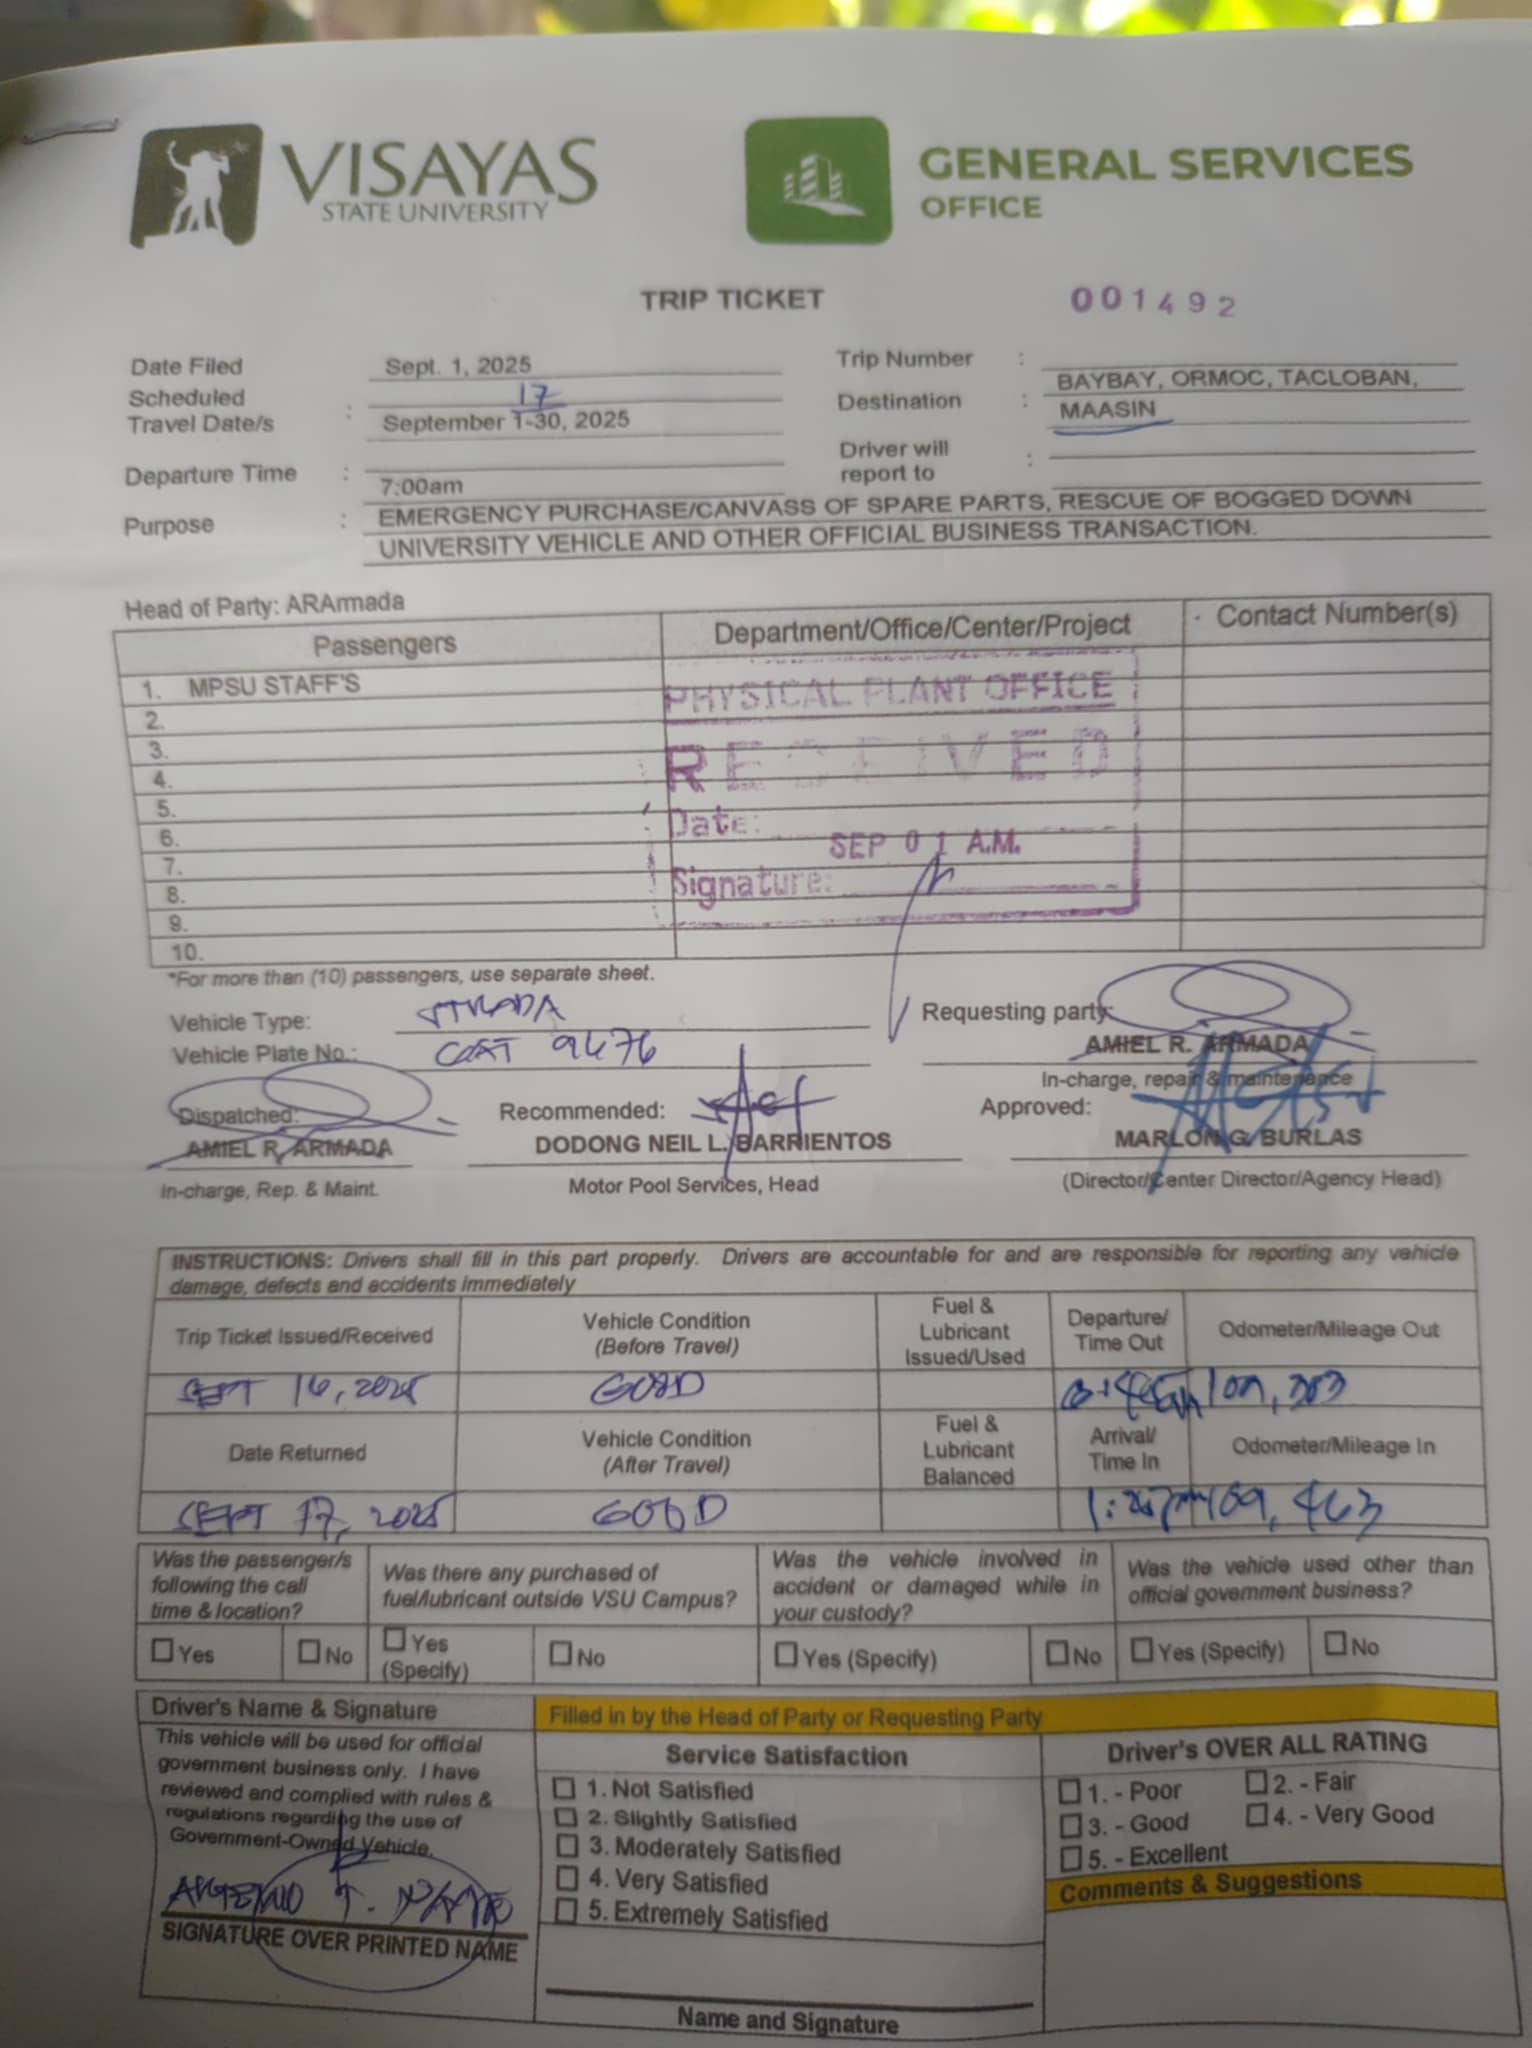 VISAYAS
STATE UNIVERSITY
GENERAL SERVICES
OFFICE
TRIP TICKET
001492
Date Filed Sept. 1, 2025
Trip Number :
Scheduled Travel Date/s : 17 September 1-30, 2025
Destination : BAYBAY, ORMOC, TACLOBAN,
MAASIN
Departure Time : 7:00am
Driver will report to :
Purpose : EMERGENCY PURCHASE/CANVASS OF SPARE PARTS, RESCUE OF BOGGED DOWN
UNIVERSITY VEHICLE AND OTHER OFFICIAL BUSINESS TRANSACTION.
Head of Party: ARArmada
Passengers Department/Office/Center/Project Contact Number(s)
1. MPSU STAFF'S
2.
3.
4.
5.
6.
7.
8.
9.
10.
PHYSICAL PLANT OFFICE
RECEIVED
Date: SEP 01 A.M.
Signature:
*For more than (10) passengers, use separate sheet.
Vehicle Type: STRADA
Vehicle Plate No.:
Requesting party:
AMIEL R. ARMADA
In-charge, repair & maintenance
Dispatched:
AMIEL R. ARMADA
In-charge, Rep. & Maint.
Recommended:
DODONG NEIL L. BARRIENTOS
Motor Pool Services, Head
Approved:
MARLON G. BURLAS
(Director/Center Director/Agency Head)
INSTRUCTIONS: Drivers shall fill in this part properly. Drivers are accountable for and are responsible for reporting any vehicle
damage, defects and accidents immediately
Trip Ticket Issued/Received
Vehicle Condition
(Before Travel)
Fuel &
Lubricant
Issued/Used
Departure/
Time Out
Odometer/Mileage Out
SEPT 16, 2025 GOOD
Date Returned
Vehicle Condition
(After Travel)
Fuel &
Lubricant
Balanced
Arrival/
Time In
Odometer/Mileage In
SEPT 17, 2025 GOOD 109, 463
Was the passenger/s
following the call
time & location?
Was there any purchased of
fuel/lubricant outside VSU Campus?
Was the vehicle involved in
accident or damaged while in
your custody?
Was the vehicle used other than
official government business?
Yes No Yes
(Specify) No Yes (Specify) No Yes (Specify) No
Driver's Name & Signature
This vehicle will be used for official
government business only. I have
reviewed and complied with rules &
regulations regarding the use of
Government-Owned Vehicle.
SIGNATURE OVER PRINTED NAME
Filled in by the Head of Party or Requesting Party
Service Satisfaction
1. Not Satisfied
2. Slightly Satisfied
3. Moderately Satisfied
4. Very Satisfied
5. Extremely Satisfied
Name and Signature
Driver's OVER ALL RATING
1. - Poor 2. - Fair
3. - Good 4. - Very Good
5. - Excellent
Comments & Suggestions